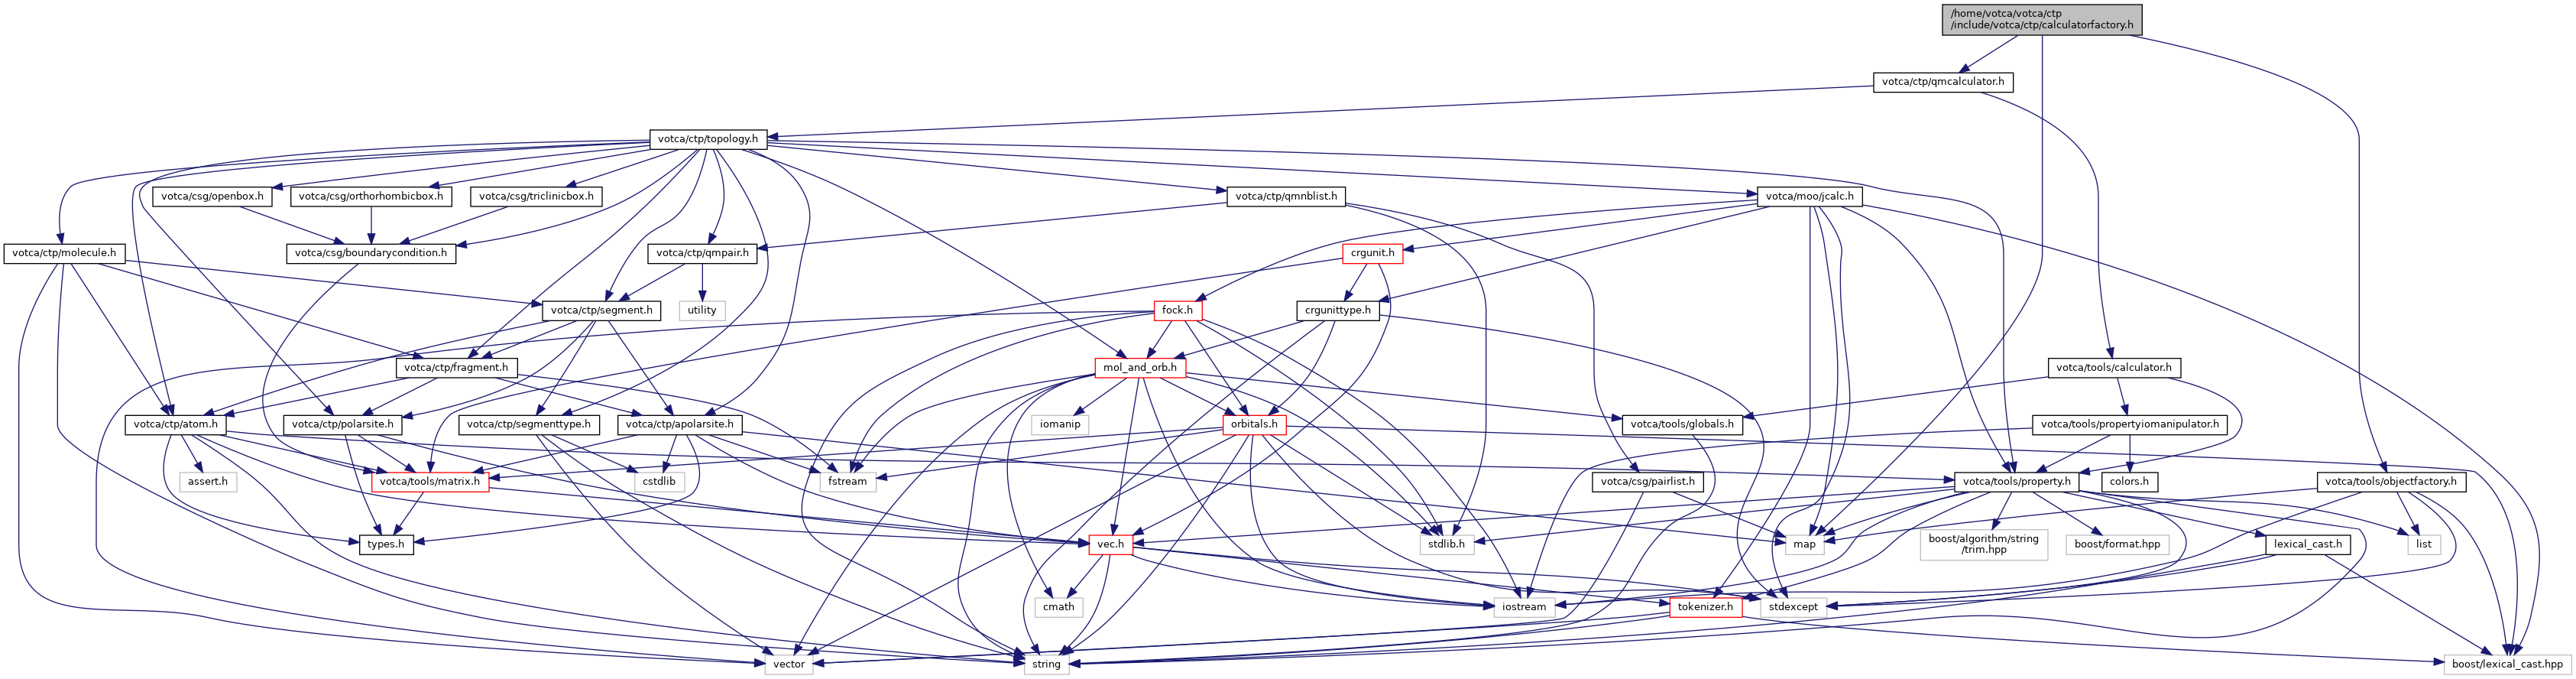 /home/votca/votca/ctp
/include/votca/ctp/calculatorfactory.h
votca/ctp/qmcalculator.h
votca/ctp/topology.h
votca/csg/openbox.h
votca/csg/orthorhombicbox.h
votca/csg/triclinicbox.h
votca/ctp/qmnblist.h
votca/moo/jcalc.h
votca/ctp/molecule.h
votca/csg/boundarycondition.h
votca/ctp/qmpair.h
crgunit.h
votca/ctp/segment.h
utility
fock.h
crgunittype.h
votca/ctp/fragment.h
mol_and_orb.h
votca/tools/calculator.h
votca/ctp/atom.h
votca/ctp/polarsite.h
votca/ctp/segmenttype.h
votca/ctp/apolarsite.h
iomanip
orbitals.h
votca/tools/globals.h
votca/tools/propertyiomanipulator.h
assert.h
votca/tools/matrix.h
cstdlib
fstream
votca/csg/pairlist.h
votca/tools/property.h
colors.h
votca/tools/objectfactory.h
types.h
vec.h
stdlib.h
map
boost/algorithm/string
/trim.hpp
boost/format.hpp
lexical_cast.h
list
cmath
iostream
tokenizer.h
stdexcept
vector
string
boost/lexical_cast.hpp